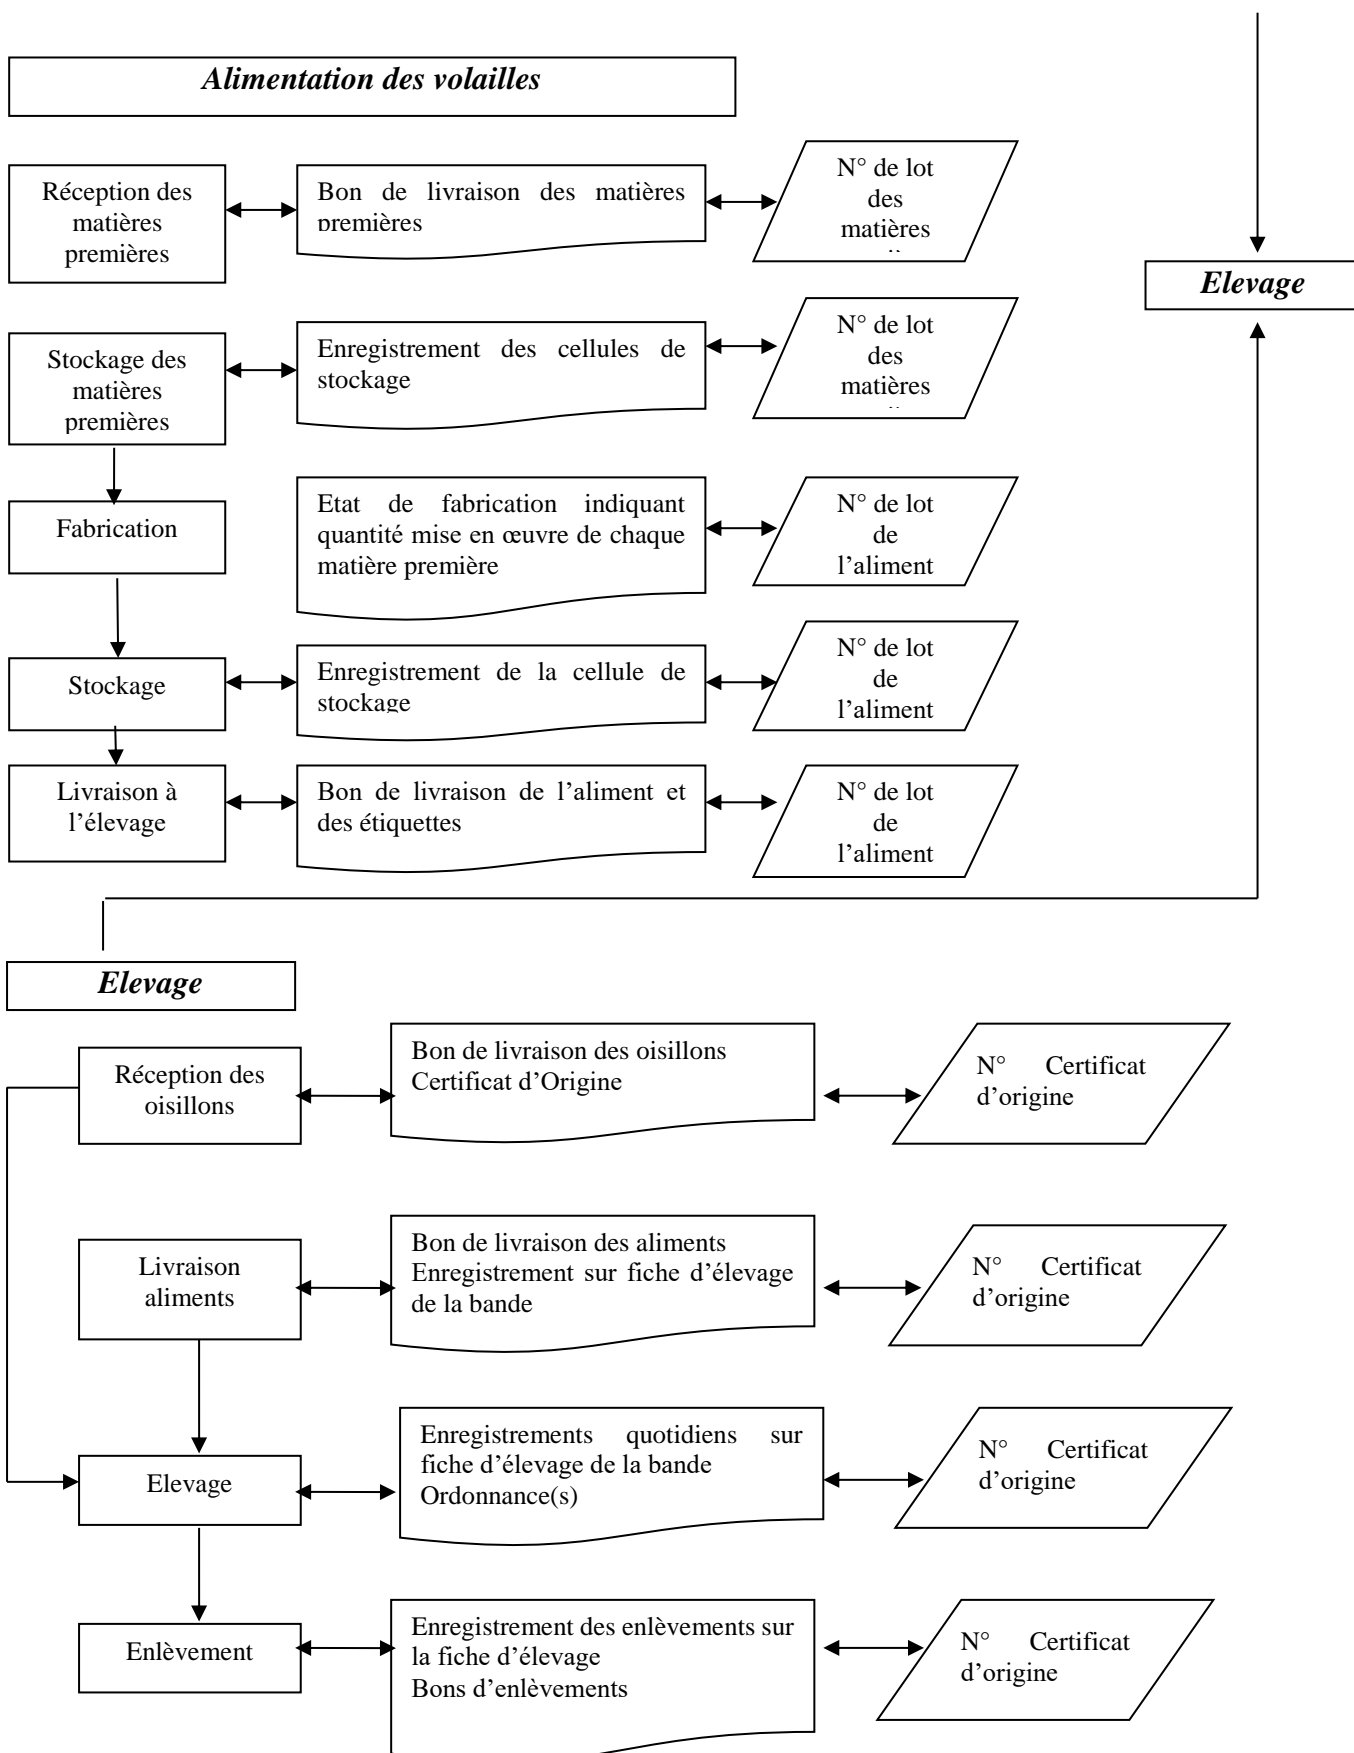 Alimentation des volailles
Réception des
matières
premières
Bon de livraison des matières
premières
N° de lot
des
matières
Elevage
Stockage des
matières
premières
Enregistrement des cellules de
stockage
N° de lot
des
matières
Fabrication
Etat de fabrication indiquant
quantité mise en œuvre de chaque
matière première
N° de lot
de
l’aliment
Stockage
Enregistrement de la cellule de
stockage
N° de lot
de
l’aliment
Livraison à
l’élevage
Bon de livraison de l’aliment et
des étiquettes
N° de lot
de
l’aliment
Elevage
Réception des
oisillons
Bon de livraison des oisillons
Certificat d’Origine
N° Certificat
d’origine
Livraison
aliments
Bon de livraison des aliments
Enregistrement sur fiche d’élevage
de la bande
N° Certificat
d’origine
Elevage
Enregistrements quotidiens sur
fiche d’élevage de la bande
Ordonnance(s)
N° Certificat
d’origine
Enlèvement
Enregistrement des enlèvements sur
la fiche d’élevage
Bons d’enlèvements
N° Certificat
d’origine